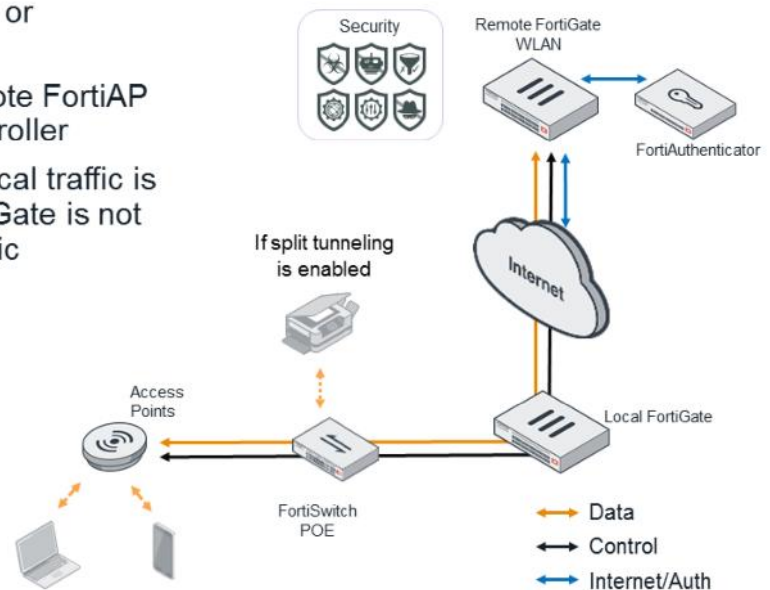 or
ote FortiAP
roller
cal traffic is
Gate is not
ic
Security
Remote FortiGate
WLAN
FortiAuthenticator
If split tunneling
is enabled
Internet
Access
Points
Local FortiGate
FortiSwitch
POE
Data
Control
Internet/Auth